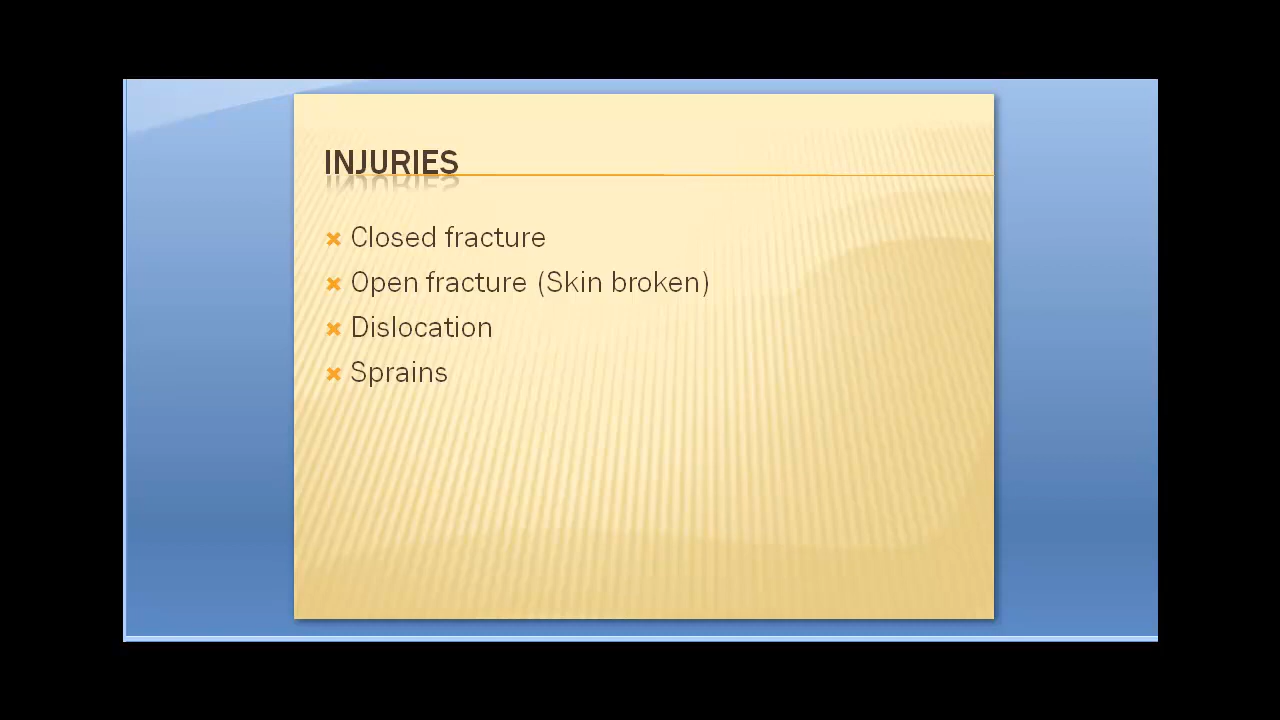 INJURIES
Closed fracture
Open fracture (Skin broken)
Dislocation
Sprains